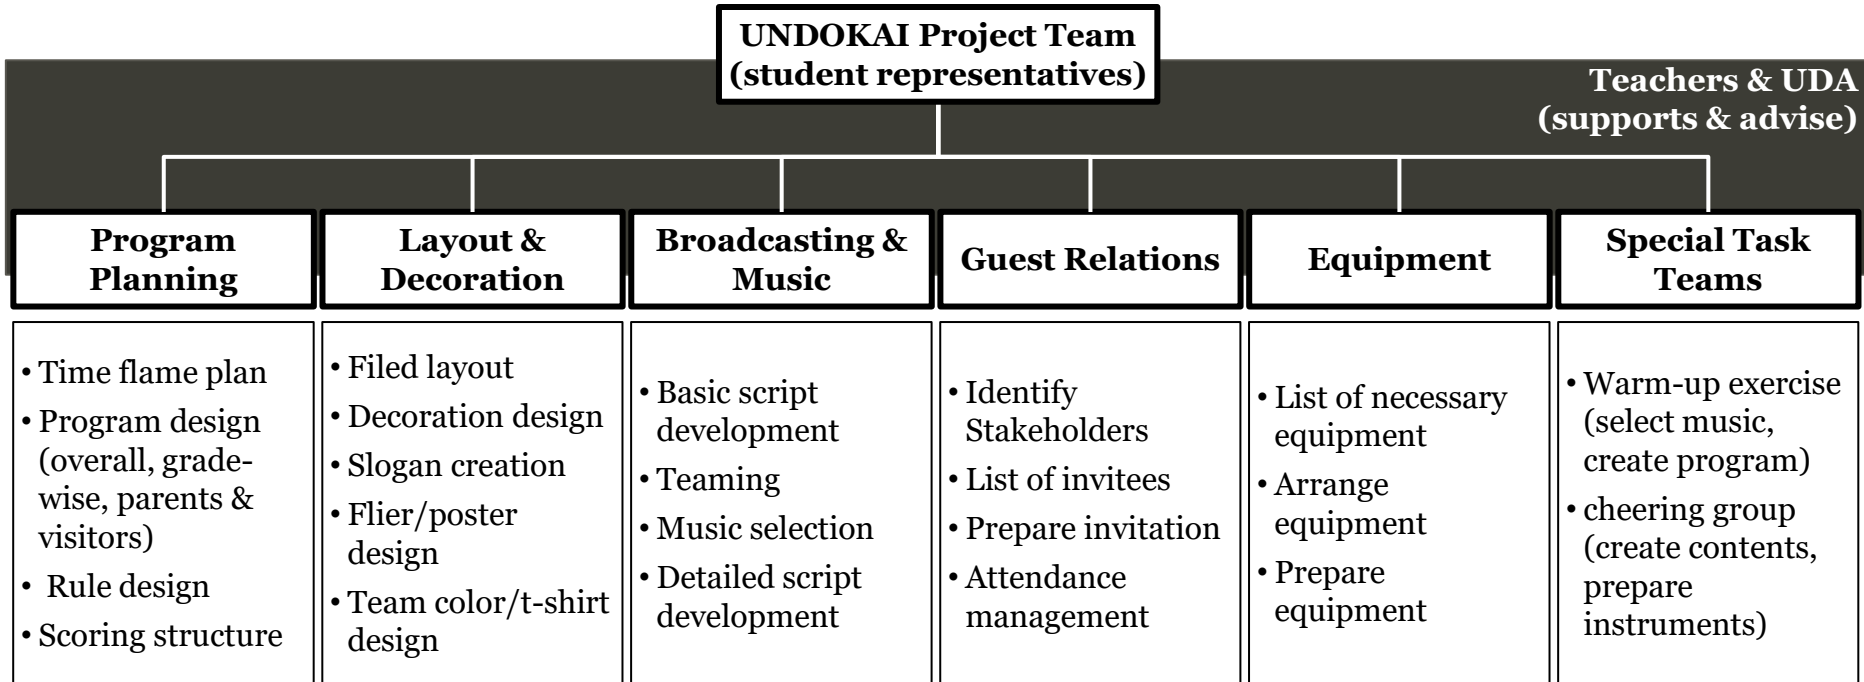 UNDOKAI Project Team
(student representatives)
Teachers & UDA
(supports & advise)
Program
Planning
Layout &
Decoration
Broadcasting &
Music
Guest Relations
Equipment
Special Task
Teams
• Time flame plan
• Program design
(overall, grade-
wise, parents &
visitors)
• Rule design
• Scoring structure
• Filed layout
• Decoration design
• Slogan creation
• Flier/poster
design
• Team color/t-shirt
design
• Basic script
development
• Teaming
• Music selection
• Detailed script
development
• Identify
Stakeholders
• List of invitees
• Prepare invitation
• Attendance
management
• List of necessary
equipment
• Arrange
equipment
• Prepare
equipment
• Warm-up exercise
(select music,
create program)
• cheering group
(create contents,
prepare
instruments)